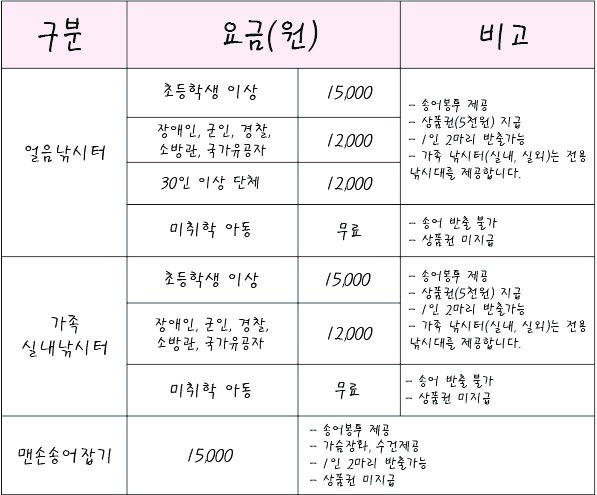 구분
요금(원)
비고
얼음낚시터
초등학생 이상
15,000
장애인, 군인, 경찰,
소방관, 국가유공자
12,000
30인 이상 단체
12,000
- 송어봉투 제공
- 상품권(5천원) 지급
- 1인 2마리 반출가능
- 가족 낚시터(실내, 실외)는 전용
낚시대를 제공합니다.
미취학 아동
무료
- 송어 반출 불가
- 상품권 미지급
가족
실내낚시터
초등학생 이상
15,000
장애인, 군인, 경찰,
소방관, 국가유공자
12,000
- 송어봉투 제공
- 상품권(5천원) 지급
- 1인 2마리 반출가능
- 가족 낚시터(실내, 실외)는 전용
낚시대를 제공합니다.
미취학 아동
무료
- 송어 반출 불가
- 상품권 미지급
맨손송어잡기
15,000
- 송어봉투 제공
- 가슴장화, 수건제공
- 1인 2마리 반출가능
- 상품권 미지급